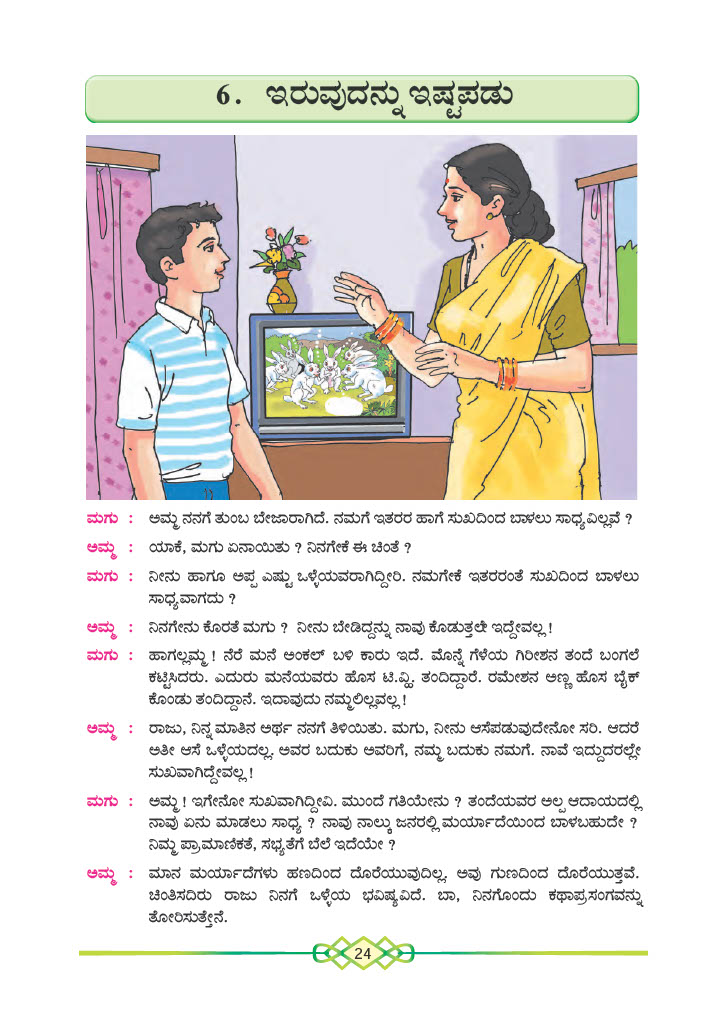 6. ಇರುವುದನ್ನು ಇಷ್ಟಪಡು
ಮಗು : ಅಮ್ಮ ನನಗೆ ತುಂಬ ಬೇಜಾರಾಗಿದೆ. ನಮಗೆ ಇತರರ ಹಾಗೆ ಸುಖದಿಂದ ಬಾಳಲು ಸಾಧ್ಯವಿಲ್ಲವೆ ?
ಅಮ್ಮ : ಯಾಕೆ, ಮಗು ಏನಾಯಿತು ? ನಿನಗೇಕೆ ಈ ಚಿಂತೆ ?
ಮಗು : ನೀನು ಹಾಗೂ ಅಪ್ಪ ಎಷ್ಟು ಒಳ್ಳೆಯವರಾಗಿದ್ದೀರಿ. ನಮಗೇಕೆ ಇತರರಂತೆ ಸುಖದಿಂದ ಬಾಳಲು
ಸಾಧ್ಯವಾಗದು ?
ಅಮ್ಮ : ನಿನಗೇನು ಕೊರತೆ ಮಗು ? ನೀನು ಬೇಡಿದ್ದನ್ನು ನಾವು ಕೊಡುತ್ತಲೇ ಇದ್ದೇವಲ್ಲ !
ಮಗು : ಹಾಗಲ್ಲಮ್ಮ ! ನೆರೆ ಮನೆ ಅಂಕಲ್ ಬಳಿ ಕಾರು ಇದೆ. ಮೊನ್ನೆ ಗೆಳೆಯ ಗಿರೀಶನ ತಂದೆ ಬಂಗಲೆ
ಕಟ್ಟಿಸಿದರು. ಎದುರು ಮನೆಯವರು ಹೊಸ ಟಿ.ವ್ಹಿ. ತಂದಿದ್ದಾರೆ. ರಮೇಶನ ಅಣ್ಣ ಹೊಸ ಬೈಕ್
ಕೊಂಡು ತಂದಿದ್ದಾನೆ. ಇದಾವುದು ನಮ್ಮಲಿಲ್ಲವಲ್ಲ !
ಅಮ್ಮ : ರಾಜು, ನಿನ್ನ ಮಾತಿನ ಅರ್ಥ ನನಗೆ ತಿಳಿಯಿತು. ಮಗು, ನೀನು ಆಸೆಪಡುವುದೇನೋ ಸರಿ. ಆದರೆ
ಅತೀ ಆಸೆ ಒಳ್ಳೆಯದಲ್ಲ. ಅವರ ಬದುಕು ಅವರಿಗೆ, ನಮ್ಮ ಬದುಕು ನಮಗೆ. ನಾವೆ ಇದ್ದುದರಲ್ಲೇ
ಸುಖವಾಗಿದ್ದೇವಲ್ಲ !
ಮಗು : ಅಮ್ಮ ! ಇಗೇನೋ ಸುಖವಾಗಿದ್ದೀವಿ. ಮುಂದೆ ಗತಿಯೇನು ? ತಂದೆಯವರ ಅಲ್ಪ ಆದಾಯದಲ್ಲಿ
ನಾವು ಏನು ಮಾಡಲು ಸಾಧ್ಯ ? ನಾವು ನಾಲ್ಕು ಜನರಲ್ಲಿ ಮರ್ಯಾದೆಯಿಂದ ಬಾಳಬಹುದೇ ?
ನಿಮ್ಮ ಪ್ರಾಮಾಣಿಕತೆ, ಸಭ್ಯತೆಗೆ ಬೆಲೆ ಇದೆಯೇ ?
ಅಮ್ಮ : ಮಾನ ಮರ್ಯಾದೆಗಳು ಹಣದಿಂದ ದೊರೆಯುವುದಿಲ್ಲ. ಅವು ಗುಣದಿಂದ ದೊರೆಯುತ್ತವೆ.
ಚಿಂತಿಸದಿರು ರಾಜು ನಿನಗೆ ಒಳ್ಳೆಯ ಭವಿಷ್ಯವಿದೆ. ಬಾ, ನಿನಗೊಂದು ಕಥಾಪ್ರಸಂಗವನ್ನು
ತೋರಿಸುತ್ತೇನೆ.
24